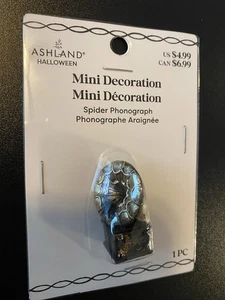 ASHLAND®
HALLOWEEN
US $4.99
CAN $6.99
Mini Decoration
Mini Décoration
Spider Phonograph
Phonographe Araignée
1 PC